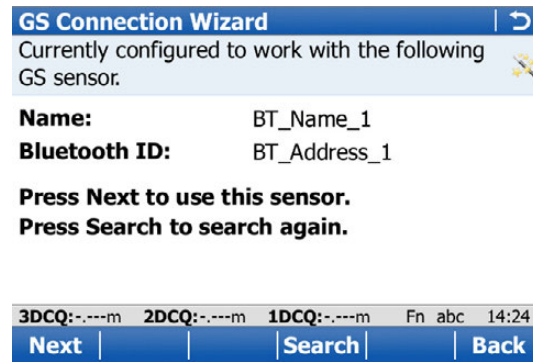 GS Connection Wizard
Currently configured to work with the following
GS sensor.
Name: BT_Name_1
Bluetooth ID: BT_Address_1
Press Next to use this sensor.
Press Search to search again.
3DCQ:-.---m 2DCQ:-.---m 1DCQ:-.---m Fn abc 14:24
Next Search Back